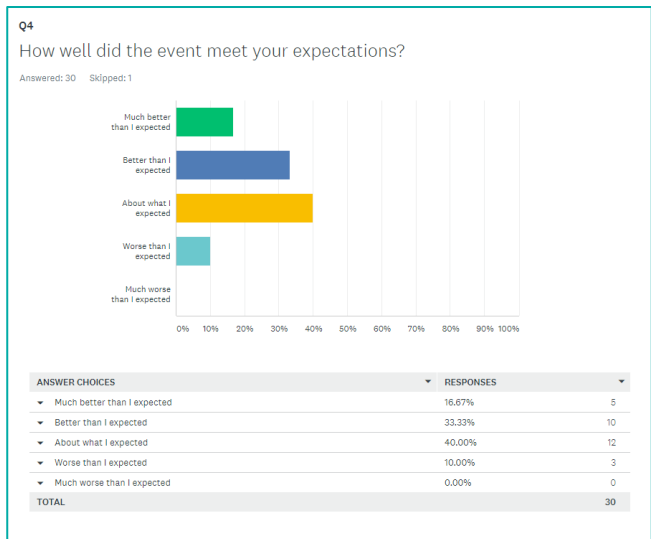 Q4
How well did the event meet your expectations?
Answered: 30 Skipped: 1
Much better
than I expected
Better than I
expected
About what I
expected
Worse than I
expected
Much worse
than I expected
0% 10% 20% 30% 40% 50% 60% 70% 80% 90% 100%
ANSWER CHOICES RESPONSES
Much better than I expected 16.67% 5
Better than I expected 33.33% 10
About what I expected 40.00% 12
Worse than I expected 10.00% 3
Much worse than I expected 0.00% 0
TOTAL 30